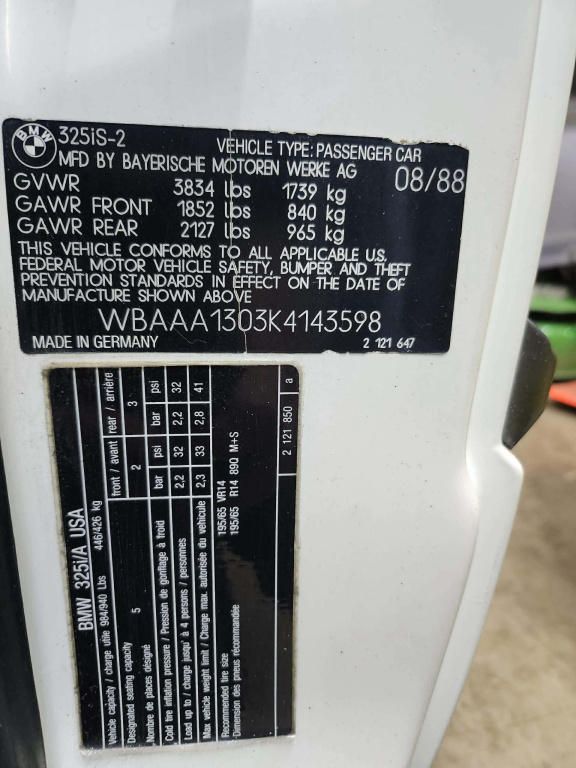 BMW 325iS-2 VEHICLE TYPE: PASSENGER CAR
MFD BY BAYERISCHE MOTOREN WERKE AG 08/88
GVWR 3834 lbs 1739 kg
GAWR FRONT 1852 lbs 840 kg
GAWR REAR 2127 lbs 965 kg
THIS VEHICLE CONFORMS TO ALL APPLICABLE U.S.
FEDERAL MOTOR VEHICLE SAFETY, BUMPER AND THEFT
PREVENTION STANDARDS IN EFFECT ON THE DATE
OF MANUFACTURE SHOWN ABOVE
WBAAA1303K4143598
MADE IN GERMANY 2 121 647
BMW 325i/A USA
Vehicle capacity / charge utile 984/940 Lbs 446/426 kg
Designated seating capacity
Nombre de places désigné 5
front / avant 2 rear / arrière 3
Cold tire inflation pressure / Pression de gonflage à froid bar psi bar psi
Load up to / charge jusqu' à 4 persons / personnes 2,2 32 2,2 32
Max vehicle weight limit / Charge max. autorisée du vehicule 2,3 33 2,8 41
Recommended tire size 195/65 VR14
Dimension des pneus récommandée 195/65 R14 89Q M+S
2 121 850 a